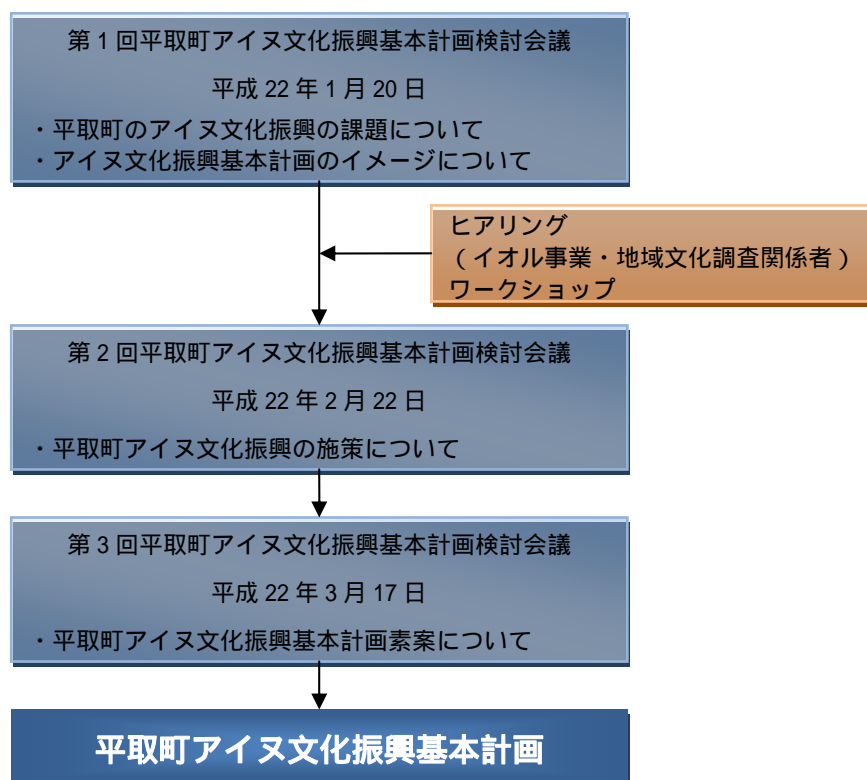 第1回平取町アイヌ文化振興基本計画検討会議
平成 22 年 1 月 20 日
・平取町のアイヌ文化振興の課題について
・アイヌ文化振興基本計画のイメージについて
ヒアリング
（イオル事業・地域文化調査関係者）
ワークショップ
第2回平取町アイヌ文化振興基本計画検討会議
平成 22 年 2 月 22 日
・平取町アイヌ文化振興の施策について
第3回平取町アイヌ文化振興基本計画検討会議
平成 22 年 3 月 17 日
・平取町アイヌ文化振興基本計画素案について
平取町アイヌ文化振興基本計画